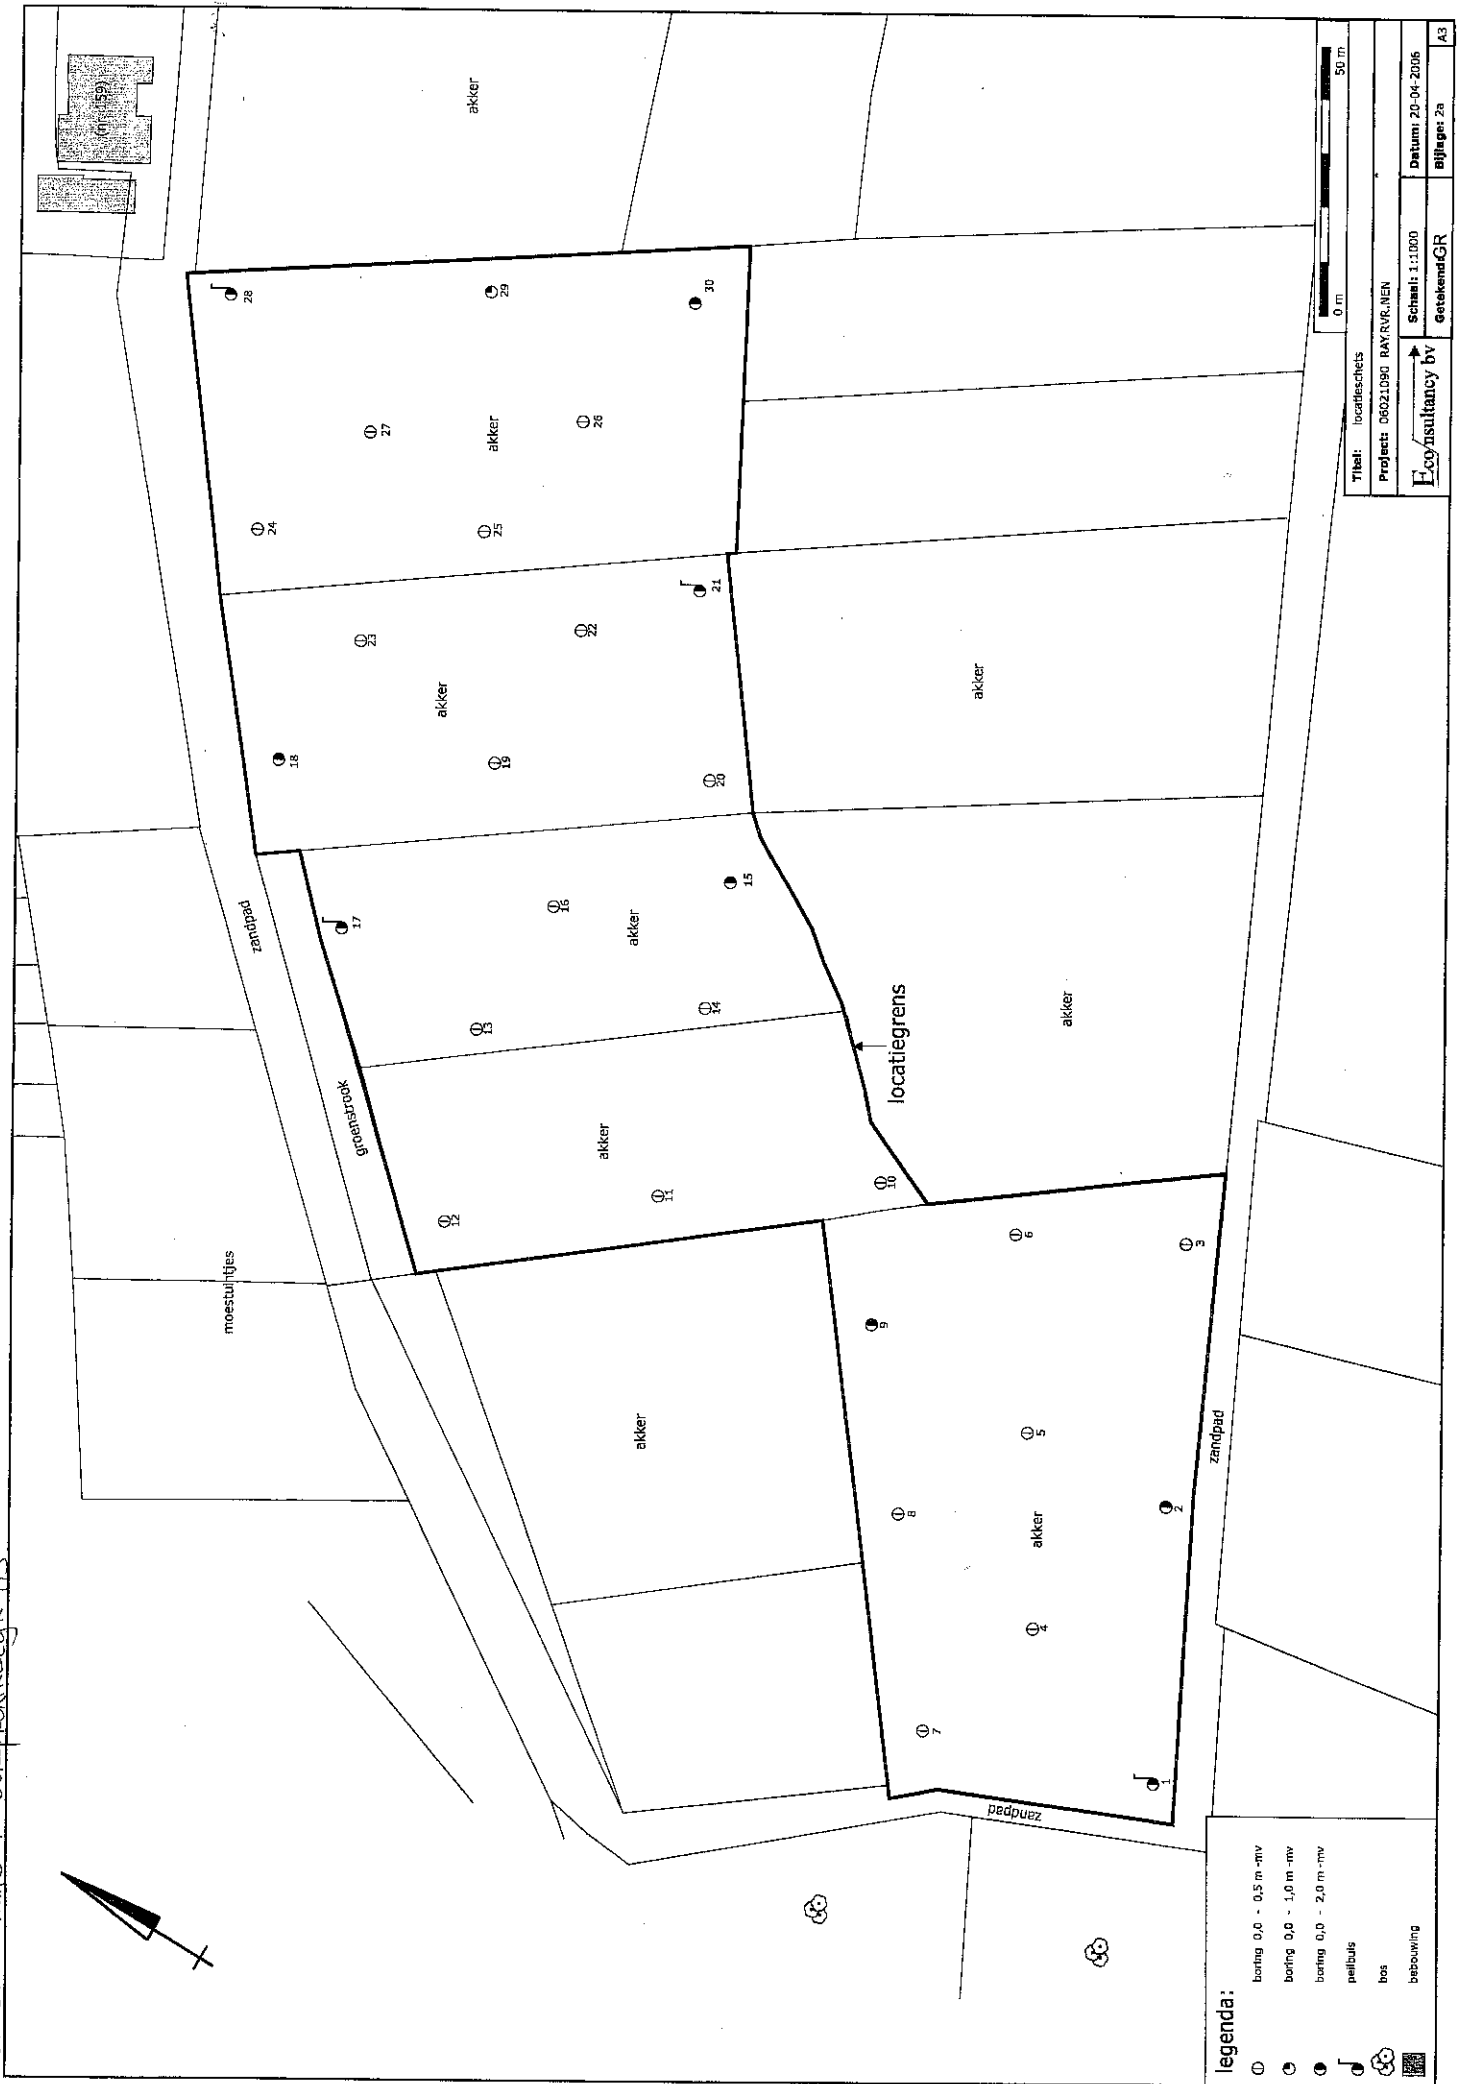 (nr. 159)
akker
28
29
30
27
akker
26
24
25
21
23
22
akker
18
19
20
akker
zandpad
17
16
15
akker
13
14
groenstrook
locatiegrens
akker
akker
12
11
10
moestuintjes
6
3
9
akker
5
8
akker
2
zandpad
4
7
1
zandpad
legenda:
boring 0,0 - 0,5 m -mv
boring 0,0 - 1,0 m -mv
boring 0,0 - 2,0 m -mv
peilbuis
bos
bebouwing
0 m 50 m
Titel: locatieschets
Project: 06021090 RAY.RVR.NEN
Econsultancy bv
Schaal: 1:1000
Datum: 20-04-2006
Getekend: GR
Bijlage: 2a
A3